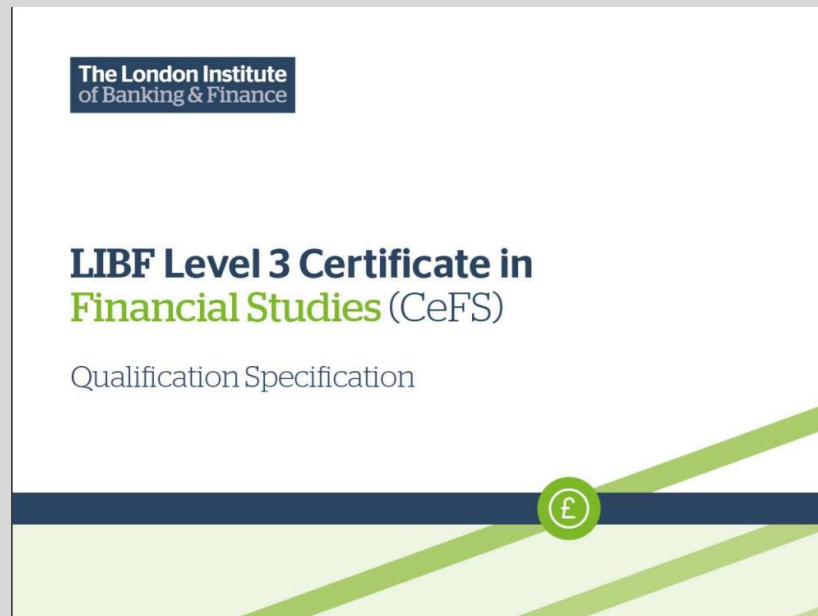 The London Institute
of Banking & Finance
LIBF Level 3 Certificate in
Financial Studies (CeFS)
Qualification Specification
£